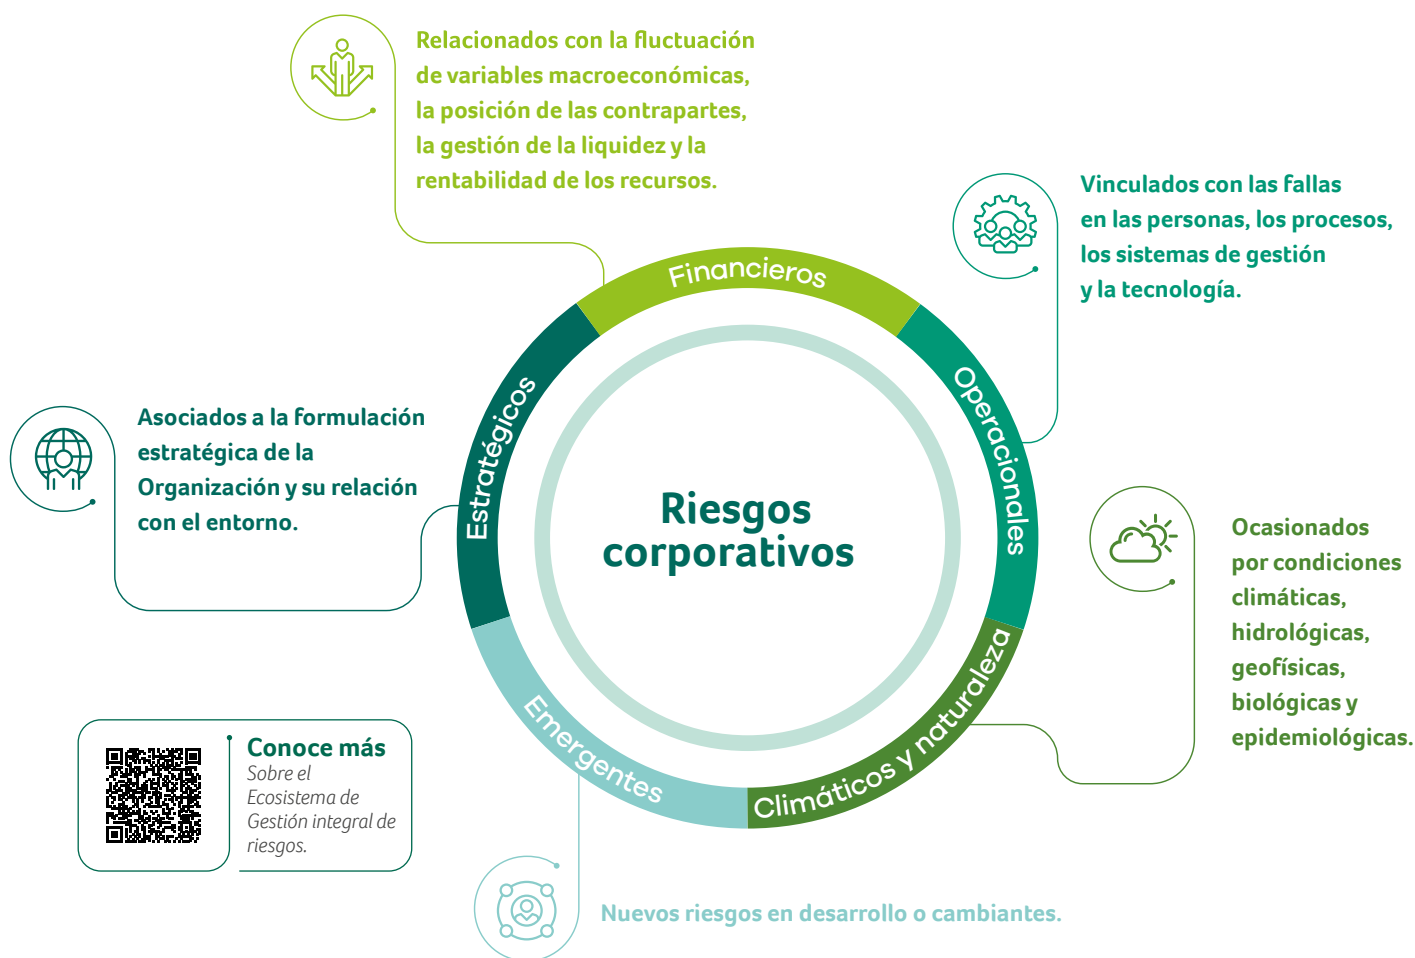 Relacionados con la fluctuación
de variables macroeconómicas,
la posición de las contrapartes,
la gestión de la liquidez y la
rentabilidad de los recursos.
Vinculados con las fallas
en las personas, los procesos,
los sistemas de gestión
y la tecnología.
Financieros
Operacionales
Estratégicos
Asociados a la formulación
estratégica de la
Organización y su relación
con el entorno.
Riesgos
corporativos
Ocasionados
por condiciones
climáticas,
hidrológicas,
geofísicas,
biológicas y
epidemiológicas.
Emergentes
Climáticos y naturaleza
Conoce más
Sobre el
Ecosistema de
Gestión integral de
riesgos.
Nuevos riesgos en desarrollo o cambiantes.